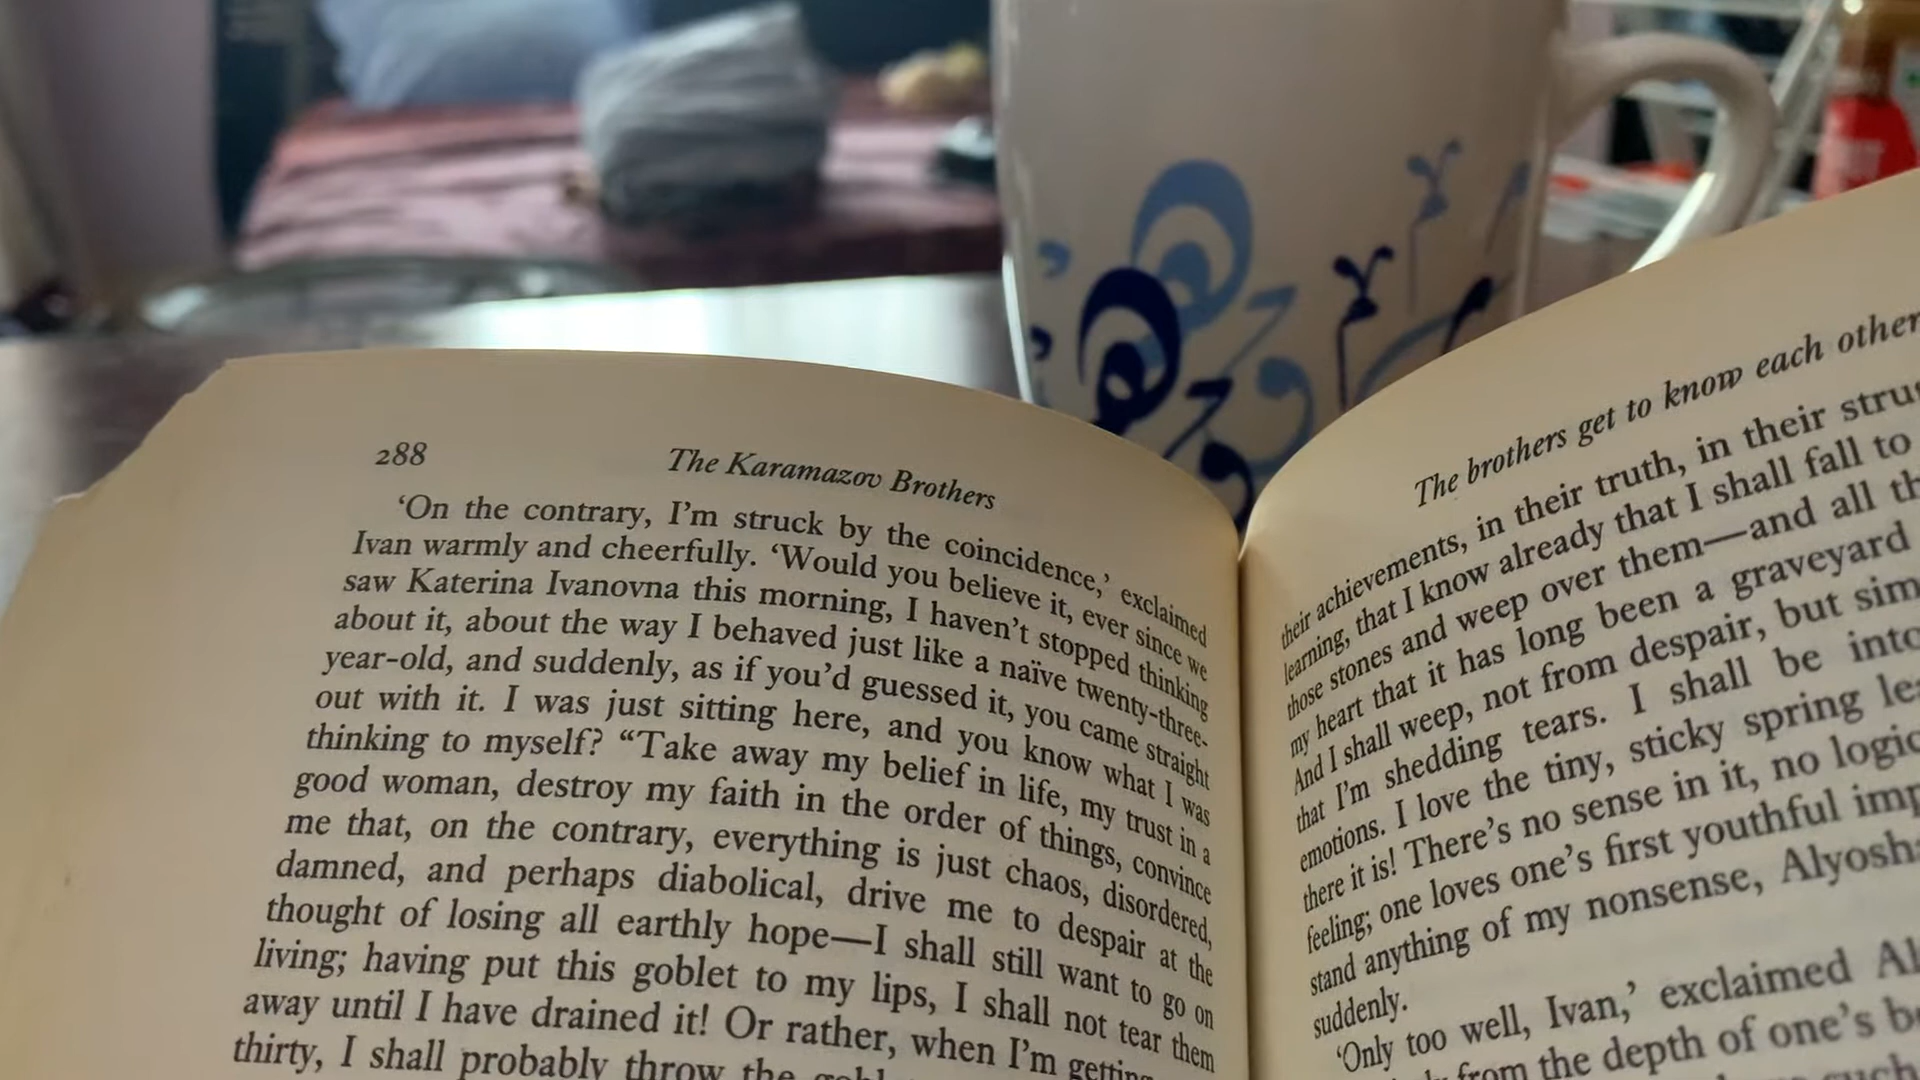 288
The Karamazov Brothers
‘On the contrary, I’m struck by the coincidence,’ exclaimed
Ivan warmly and cheerfully. ‘Would you believe it, ever since we
saw Katerina Ivanovna this morning, I haven’t stopped thinking
about it, about the way I behaved just like a naïve twenty-three-
year-old, and suddenly, as if you’d guessed it, you came straight
out with it. I was just sitting here, and you know what I was
thinking to myself? “Take away my belief in life, my trust in a
good woman, destroy my faith in the order of things, convince
me that, on the contrary, everything is just chaos, disordered,
damned, and perhaps diabolical, drive me to despair at the
thought of losing all earthly hope—I shall still want to go on
living; having put this goblet to my lips, I shall not tear them
away until I have drained it! Or rather, when I’m getting
thirty, I shall probably throw the
The brothers get to know each other
their achievements, in their truth, in their
learning, that I know already that I shall fall to
those stones and weep over them—and all
my heart that it has long been a graveyard
And I shall weep, not from despair, but
that I’m shedding tears. I shall be
emotions. I love the tiny, sticky spring
there it is! There’s no sense in it, no
feeling; one loves one’s first youthful
stand anything of my nonsense,
suddenly.
‘Only too well, Ivan,’ exclaimed
from the depth of one’s